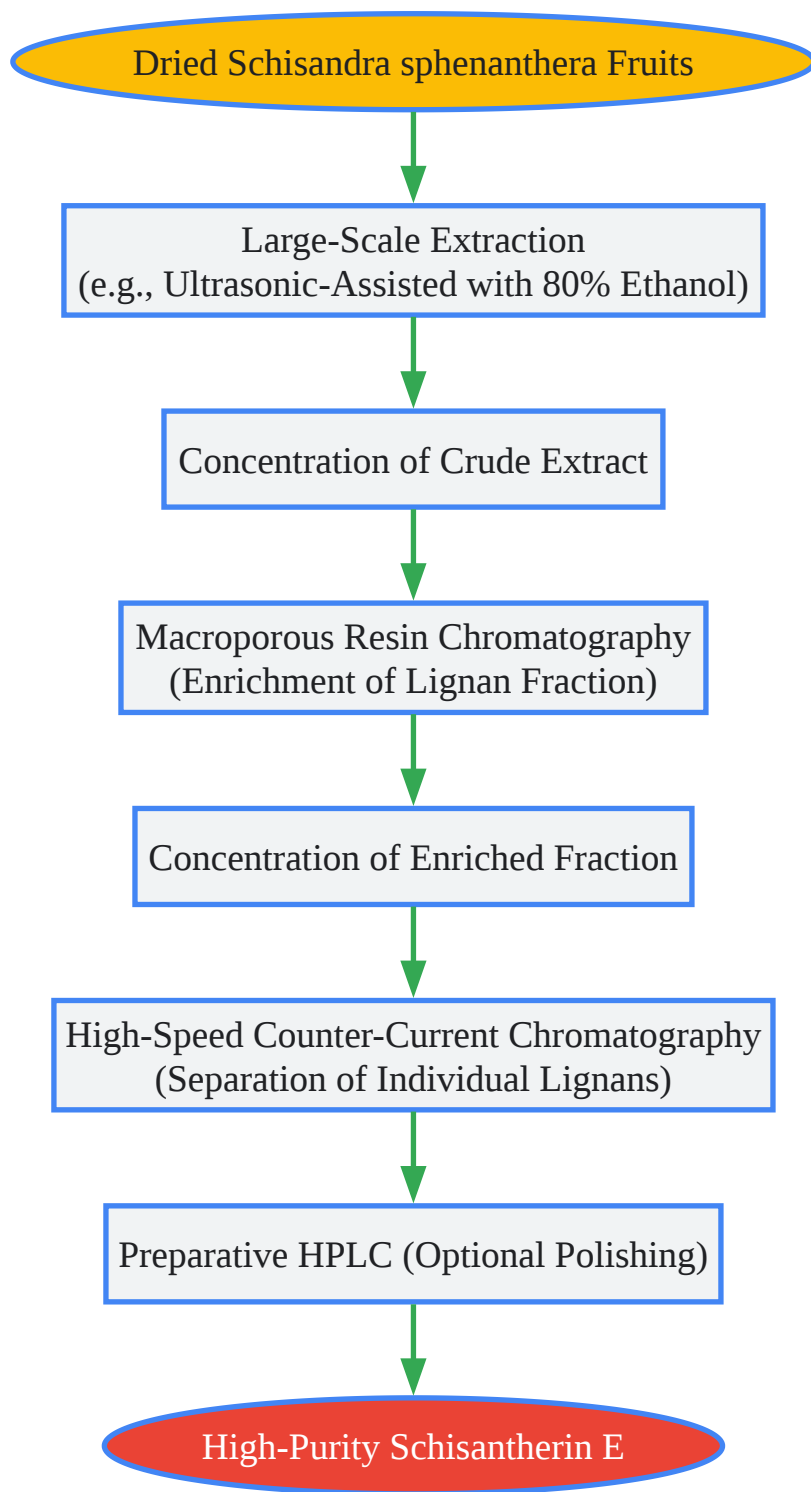 Dried Schisandra sphenanthera Fruits
Large-Scale Extraction
(e.g., Ultrasonic-Assisted with 80% Ethanol)
Concentration of Crude Extract
Macroporous Resin Chromatography
(Enrichment of Lignan Fraction)
Concentration of Enriched Fraction
High-Speed Counter-Current Chromatography
(Separation of Individual Lignans)
Preparative HPLC (Optional Polishing)
High-Purity Schisantherin E